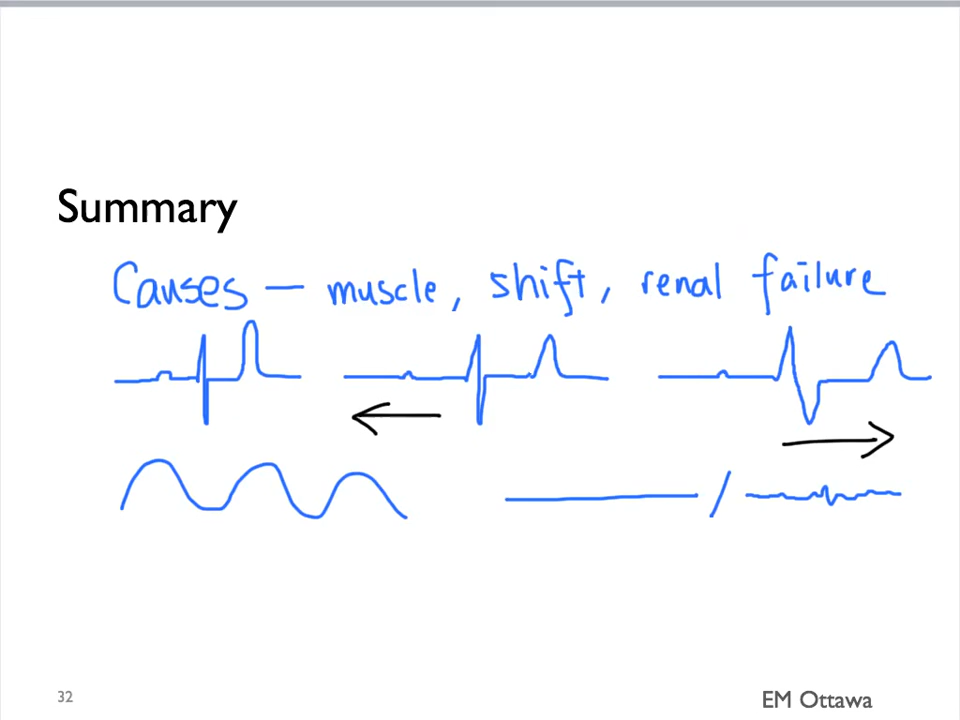 Summary
Causes — muscle, shift, renal failure
32
EM Ottawa